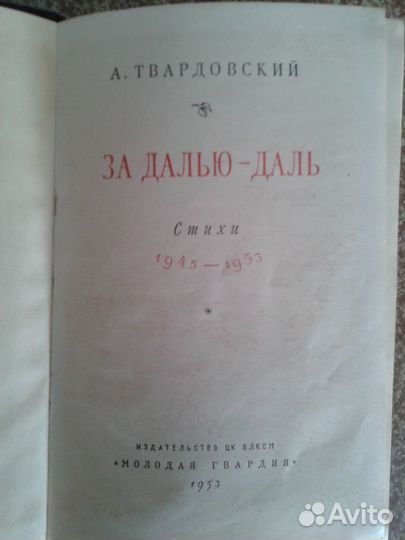 А. ТВАРДОВСКИЙ
ЗА ДАЛЬЮ–ДАЛЬ
Стихи
1945—1953
ИЗДАТЕЛЬСТВО ЦК ВЛКСМ
«МОЛОДАЯ ГВАРДИЯ»
1953
Avito